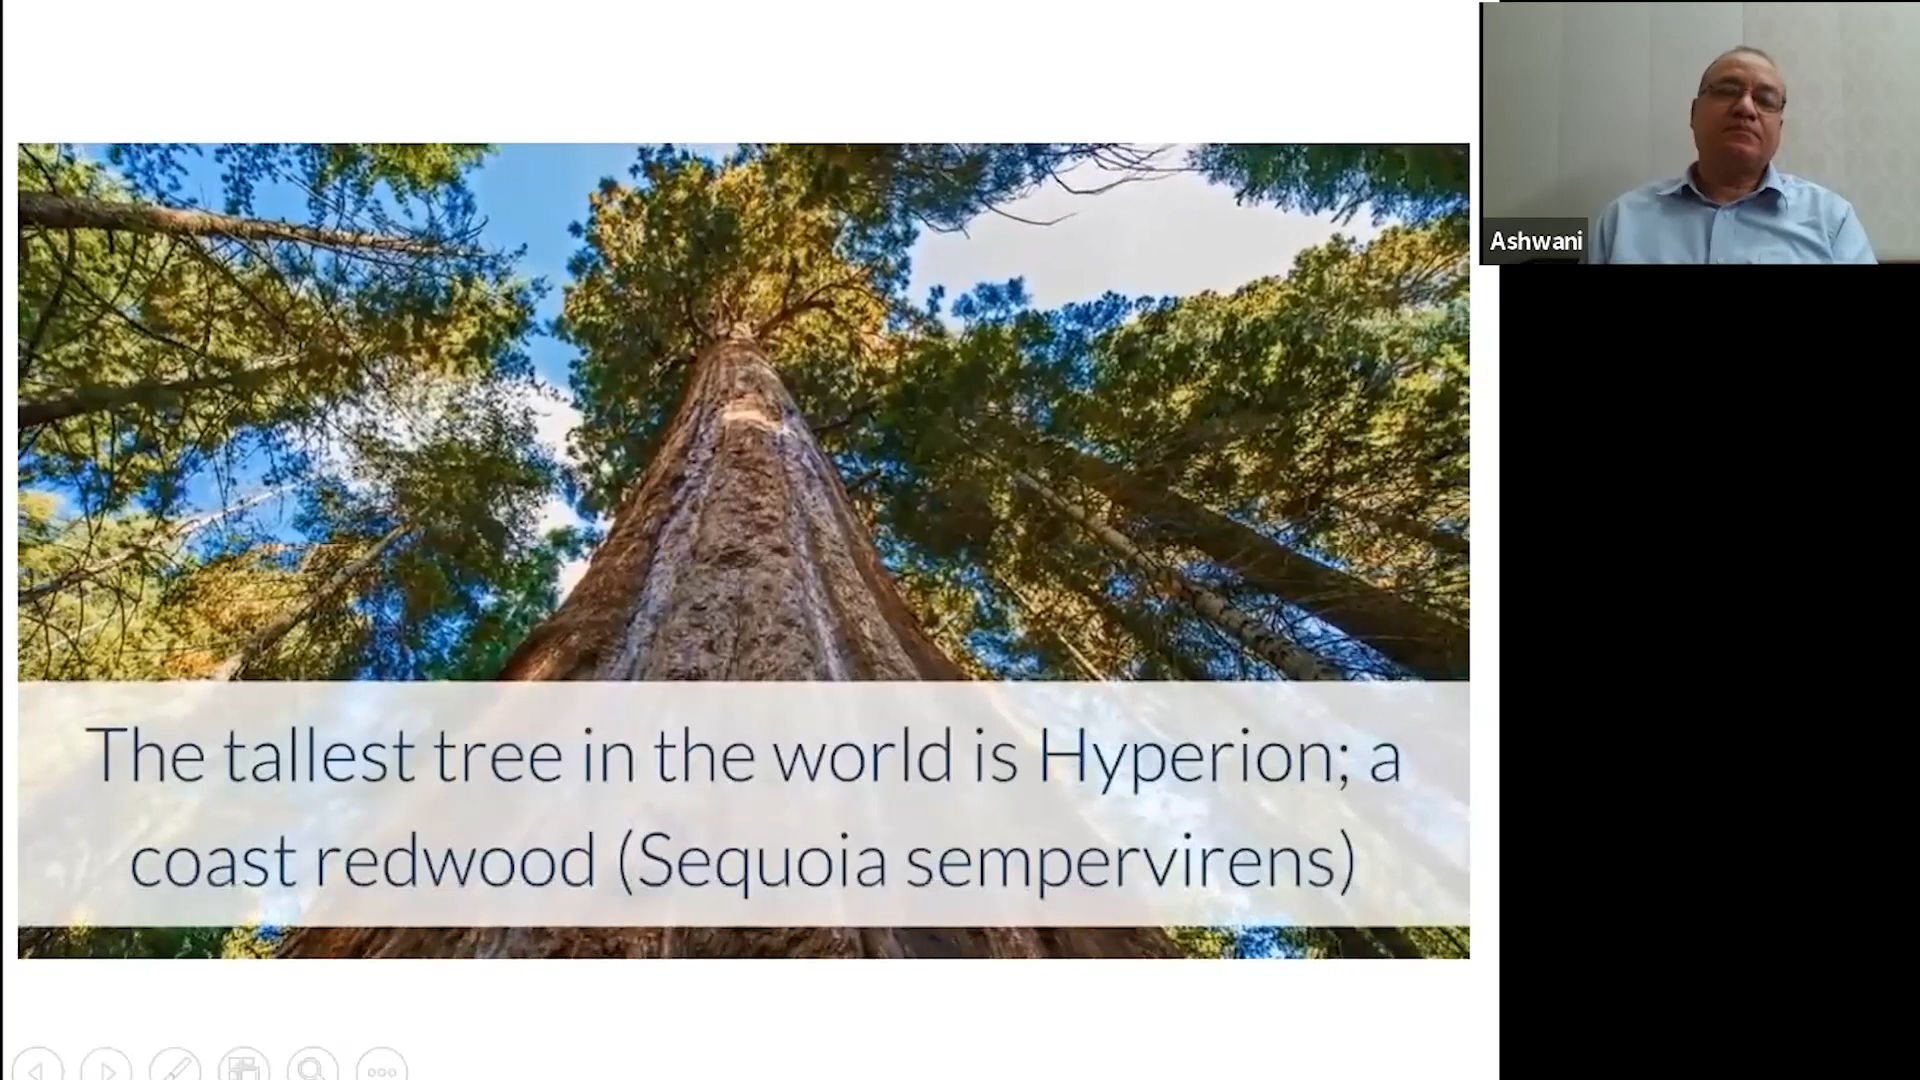 Ashwani
The tallest tree in the world is Hyperion; a
coast redwood (Sequoia sempervirens)